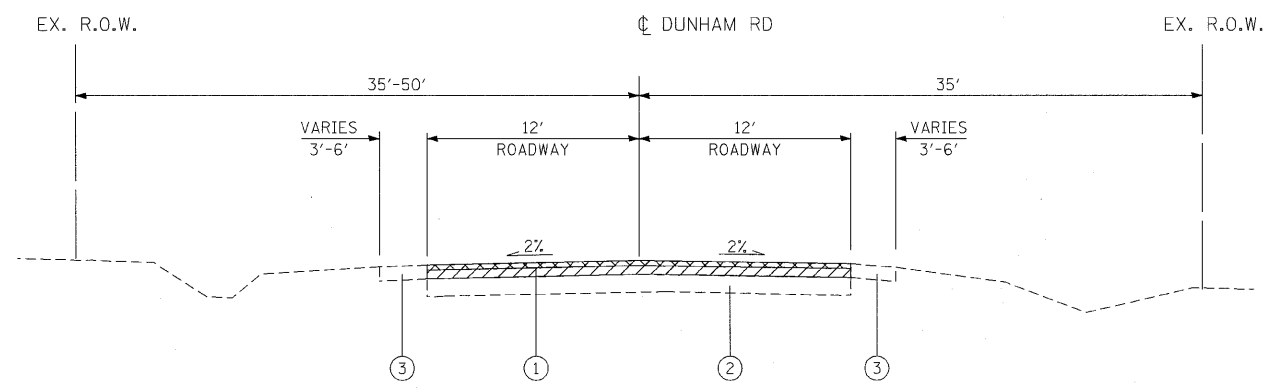 EX. R.O.W.
℄ DUNHAM RD
EX. R.O.W.
35'-50'
35'
VARIES
3'-6'
12'
ROADWAY
12'
ROADWAY
VARIES
3'-6'
2%
2%
3
1
2
3